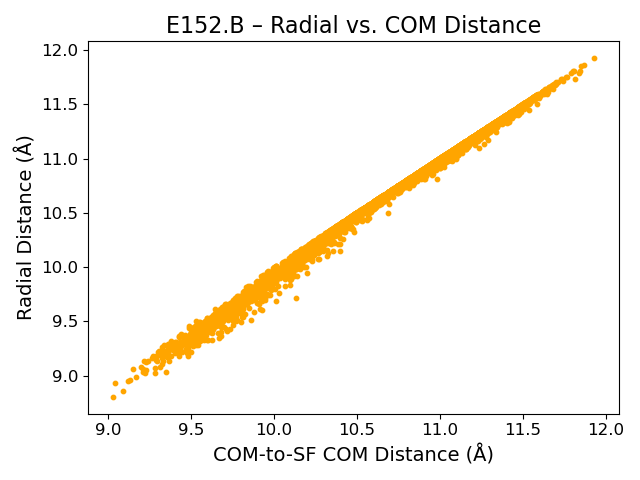 E152.B – Radial vs. COM Distance
12.0
11.5
11.0
10.5
10.0
9.5
9.0
Radial Distance (Å)
9.0 9.5 10.0 10.5 11.0 11.5 12.0
COM-to-SF COM Distance (Å)